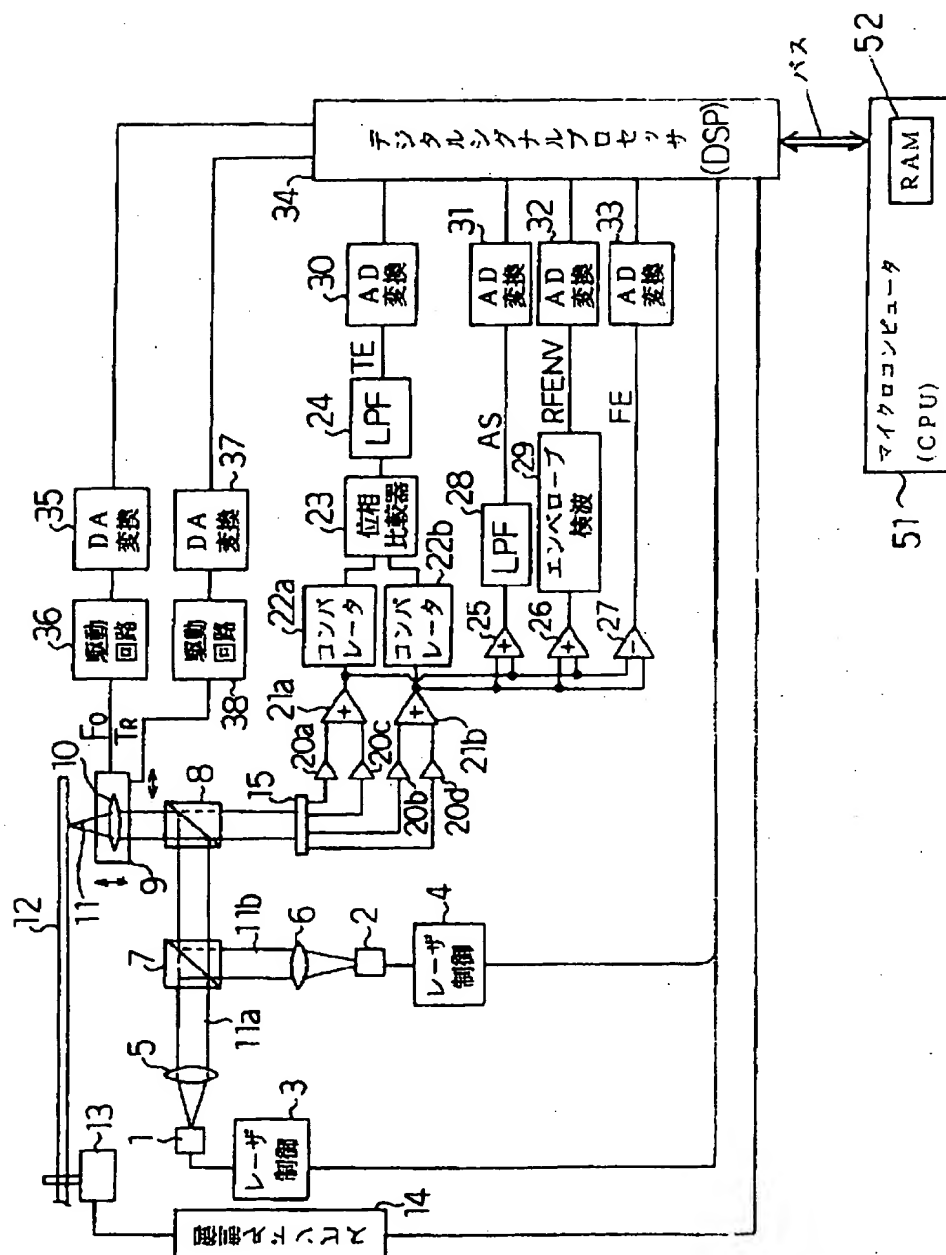 12
13
14
スピンドル制御
1
5
3
レーザ
制御
11a
7
11b
6
2
4
レーザ
制御
11
10
9
8
15
Fo
TR
36
駆動
回路
35
DA
変換
38
駆動
回路
37
DA
変換
20a
20c
20b
20d
21a
21b
22a
コンパ
レータ
22b
コンパ
レータ
23
位相
比較器
24
LPF
TE
30
AD
変換
25
+
28
LPF
AS
31
AD
変換
26
+
29
エンベロープ
検波
RFENV
32
AD
変換
27
-
FE
33
AD
変換
+
+
34
デジタルシグナルプロセッサ
(DSP)
バス
51
マイクロコンピュータ
(CPU)
RAM
52